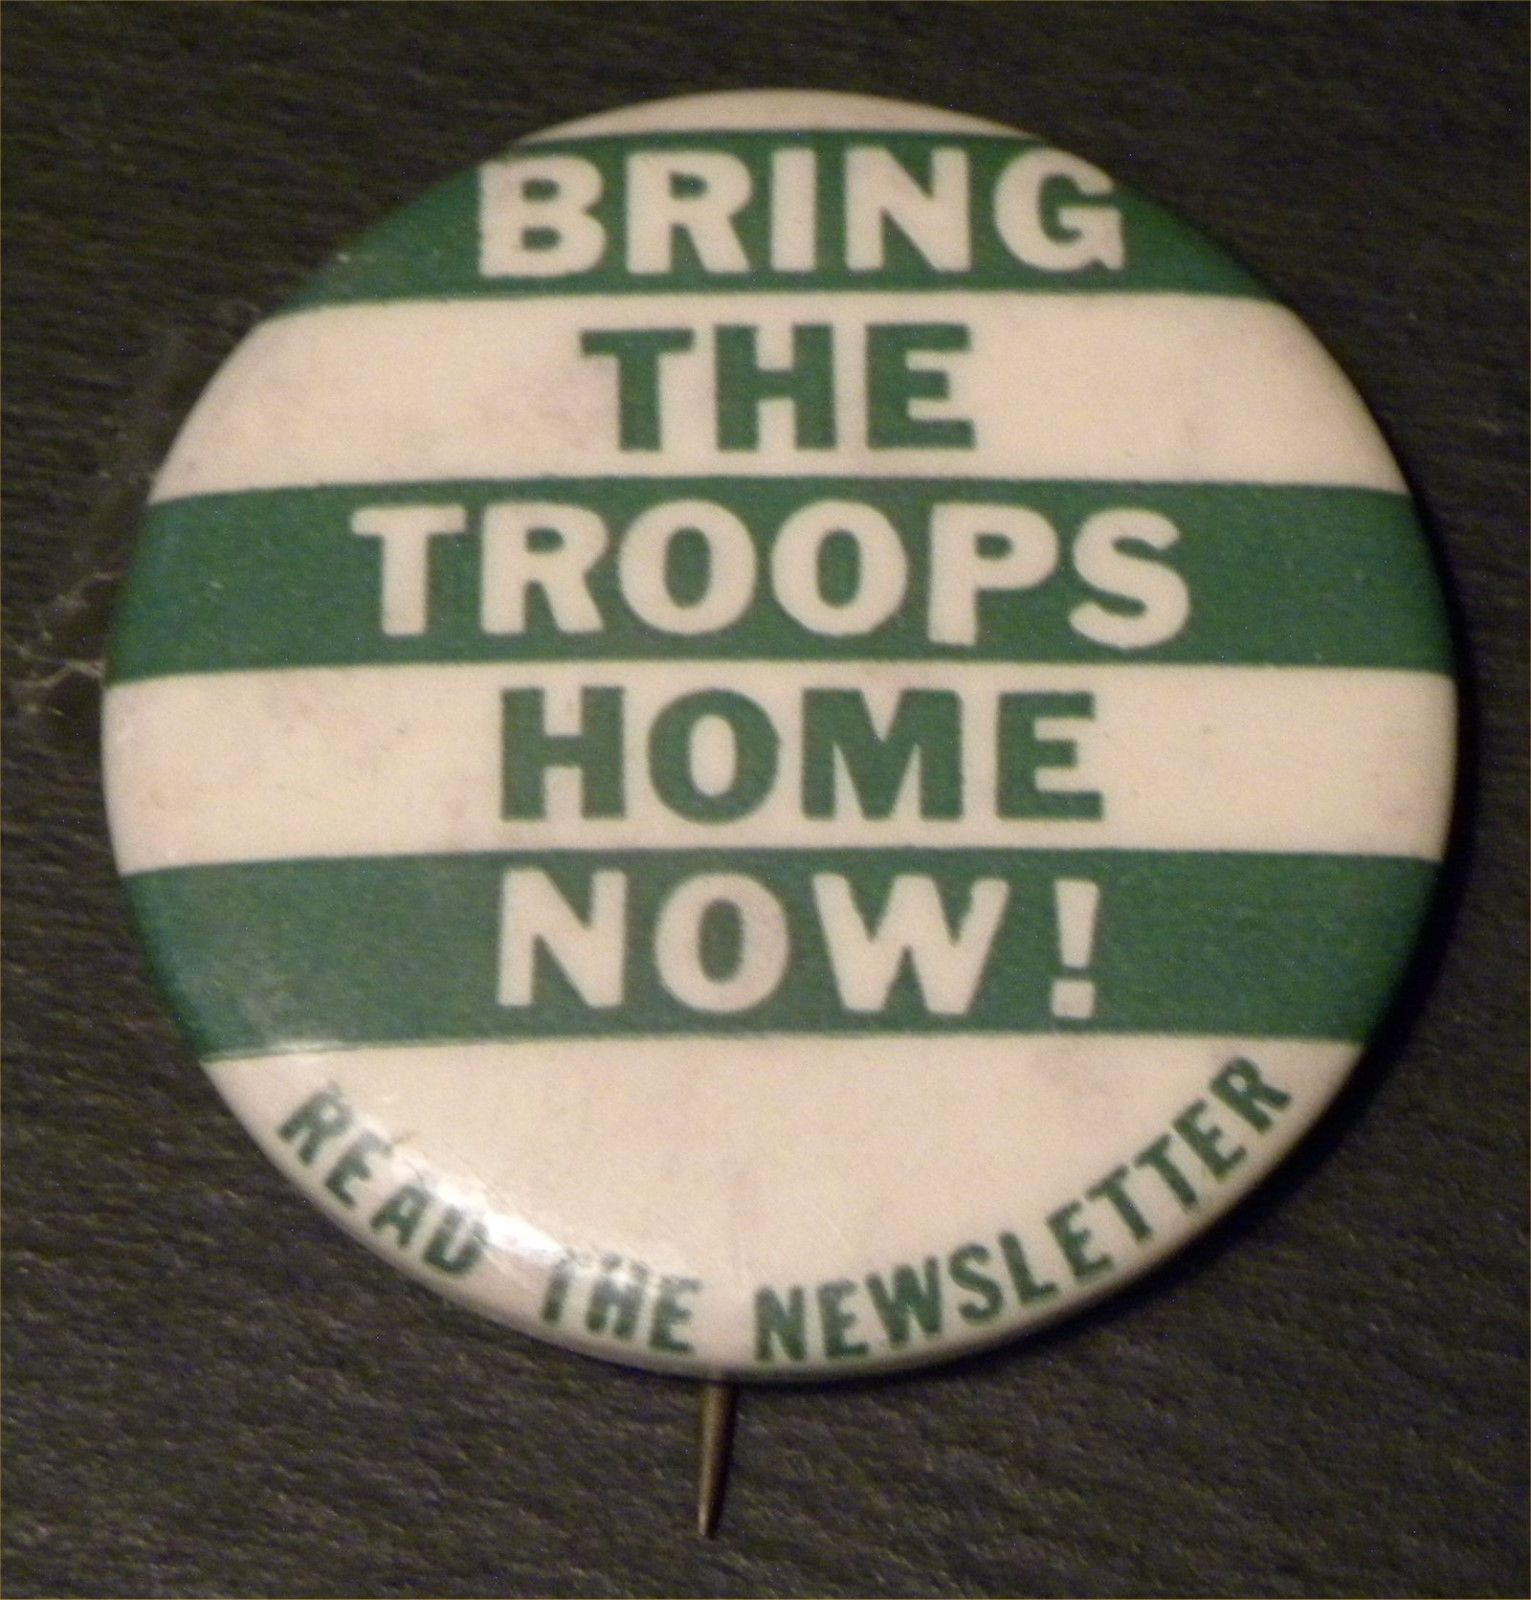 BRING
THE
TROOPS
HOME
NOW!
READ THE NEWSLETTER